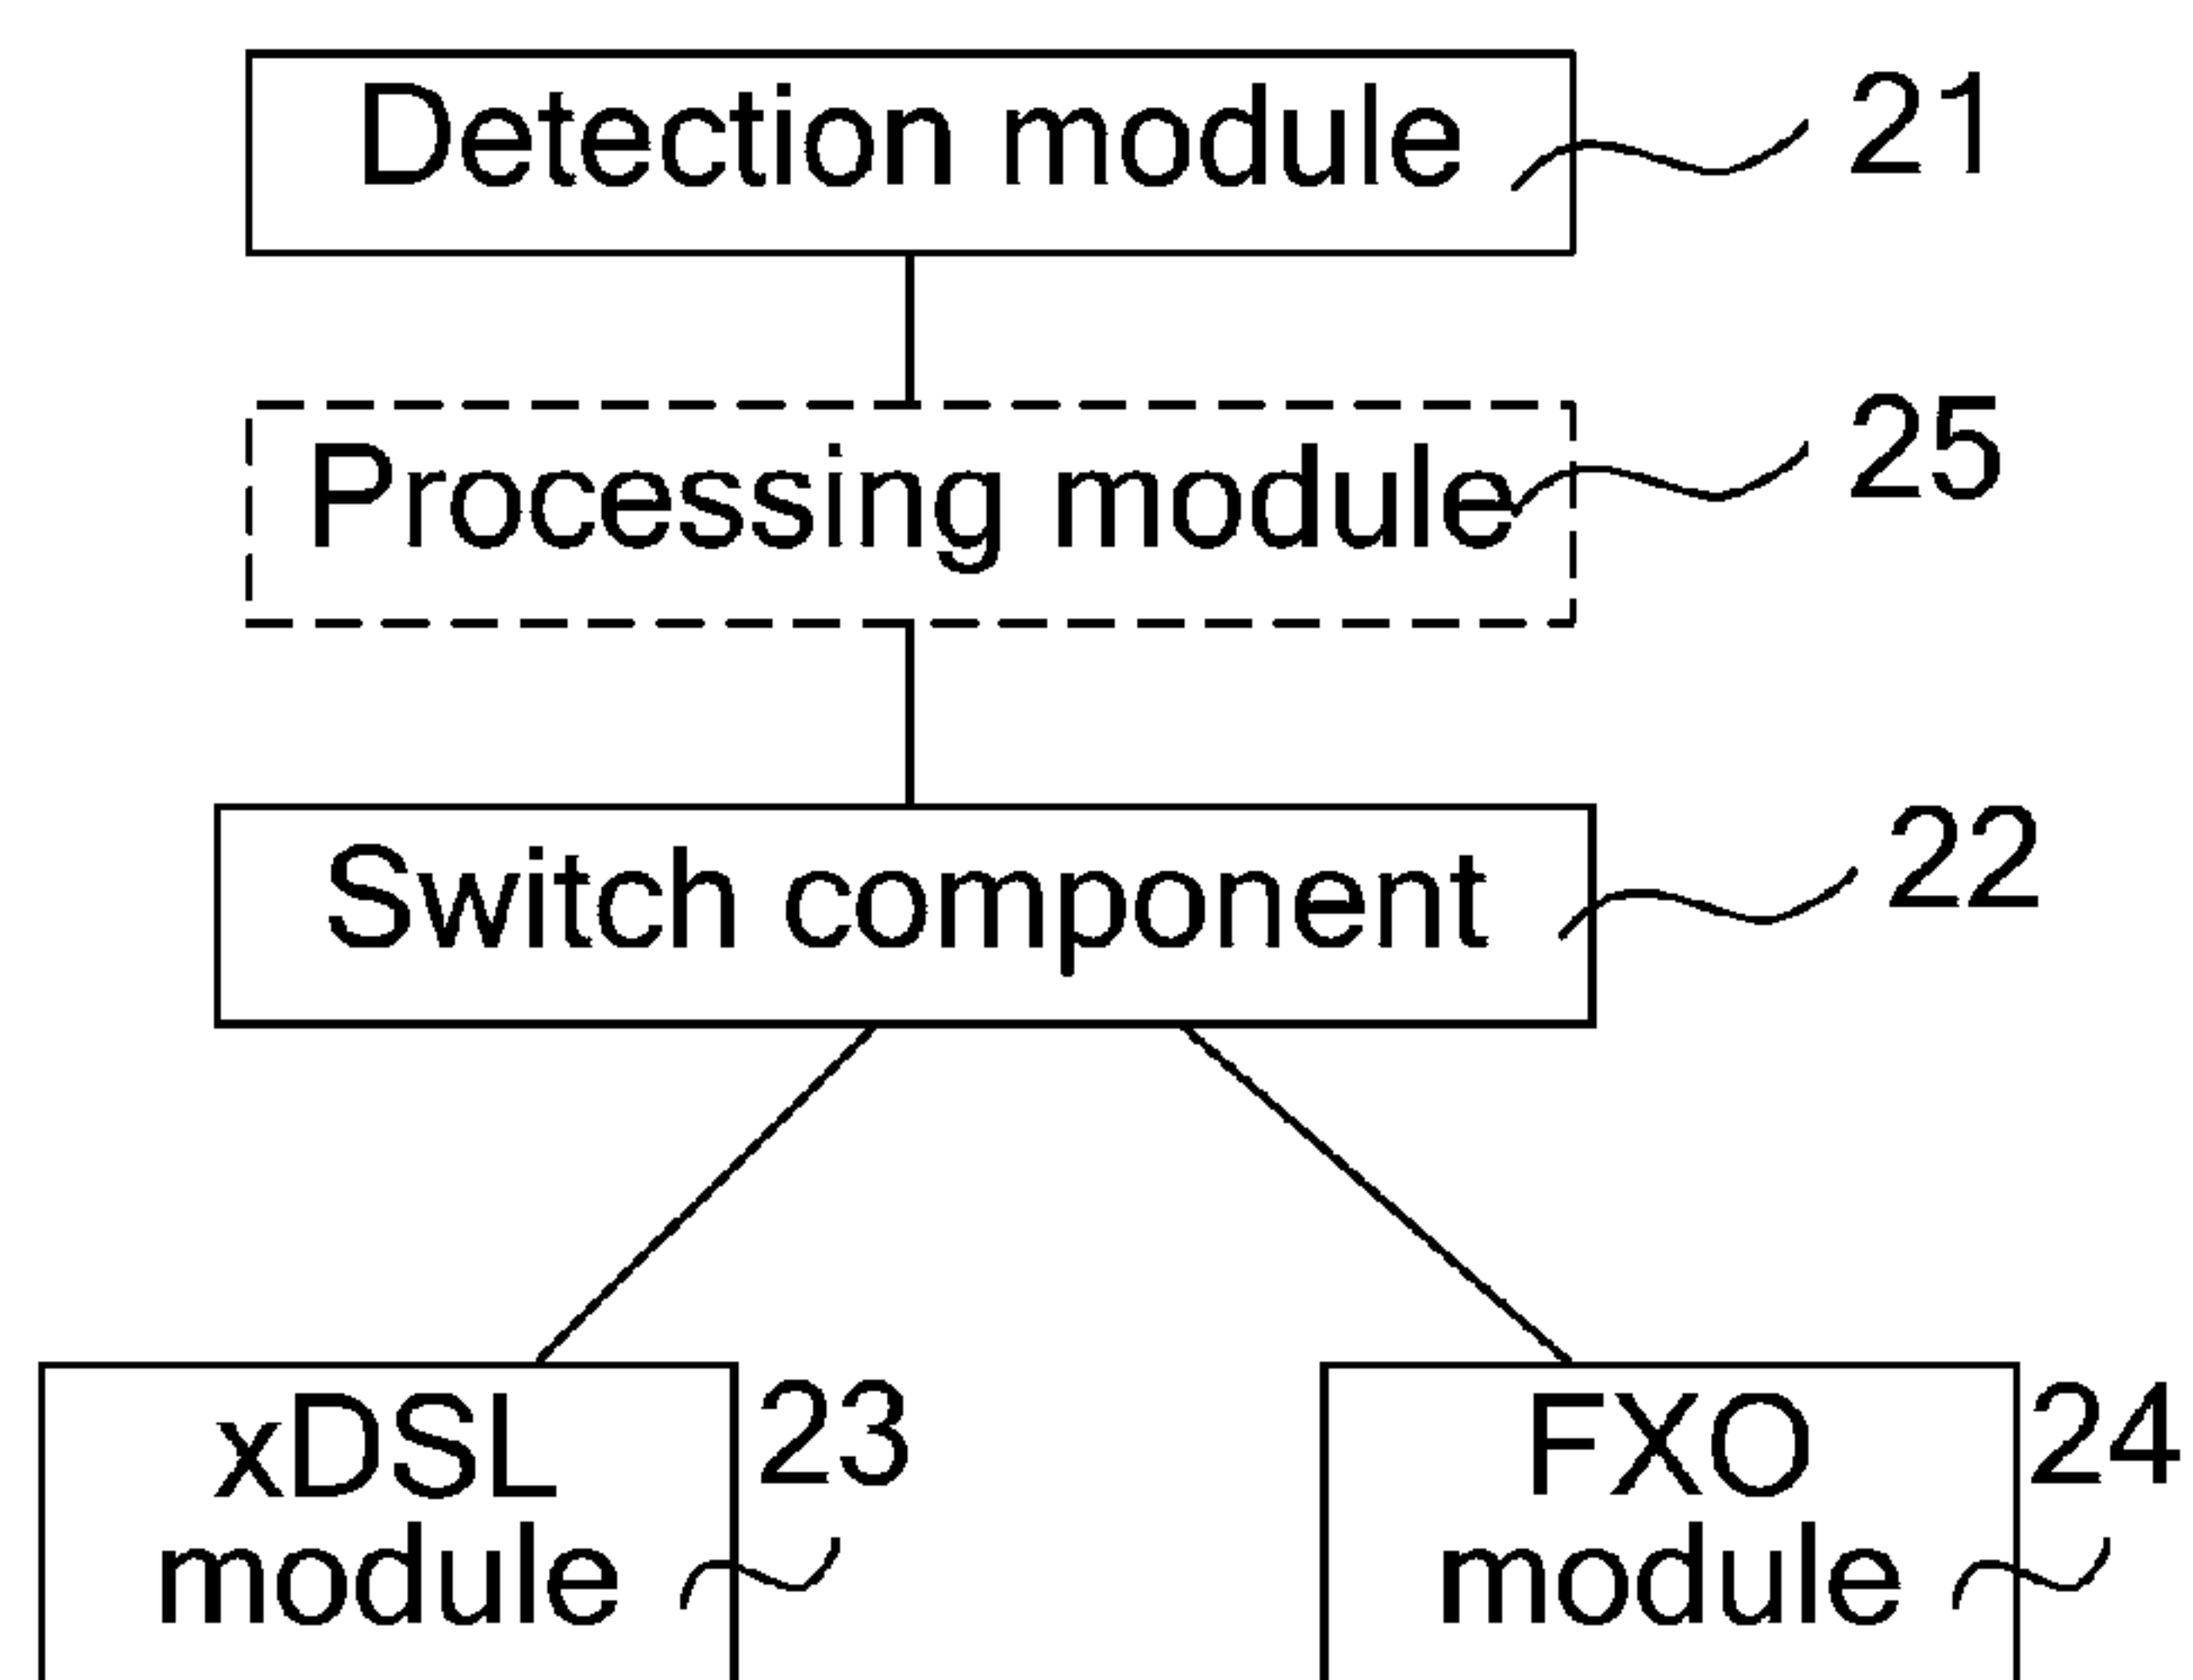 Detection module 21
Processing module 25
Switch component 22
xDSL module 23
FXO module 24